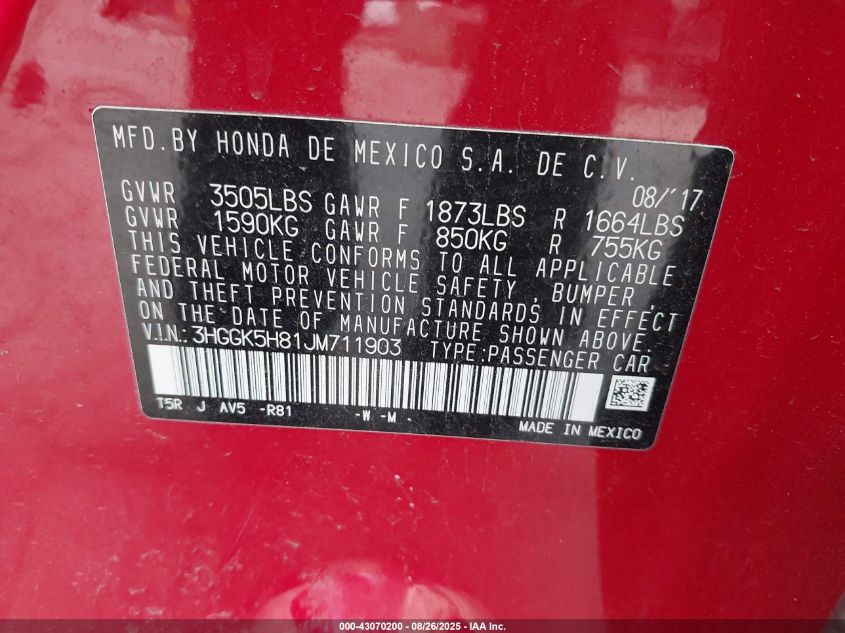 MFD.BY HONDA DE MEXICO S.A. DE C.V.
08/'17
GVWR 3505LBS GAWR F 1873LBS R 1664LBS
GVWR 1590KG GAWR F 850KG R 755KG
THIS VEHICLE CONFORMS TO ALL APPLICABLE
FEDERAL MOTOR VEHICLE SAFETY , BUMPER
AND THEFT PREVENTION STANDARDS IN EFFECT
ON THE DATE OF MANUFACTURE SHOWN ABOVE.
V.I.N.: 3HGGK5H81JM711903 TYPE:PASSENGER CAR
T5R J AV5 -R81 -W -M -
MADE IN MEXICO
000-43070200 - 08/26/2025 - IAA Inc.